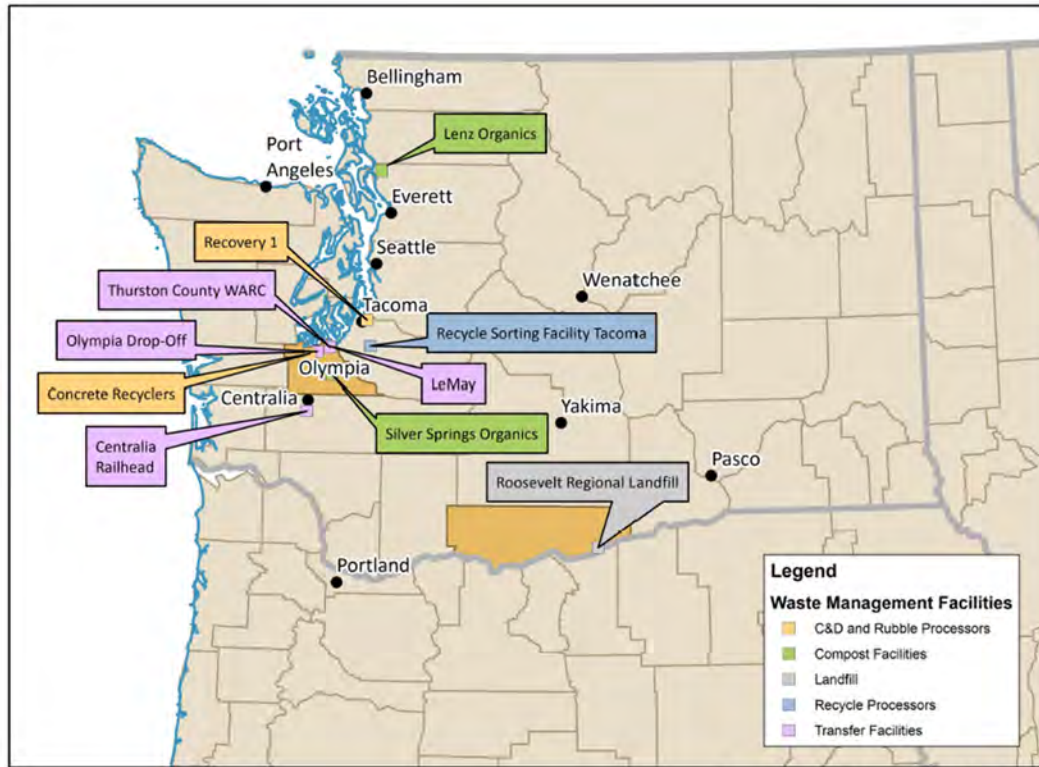 Bellingham
Lenz Organics
Port
Angeles
Everett
Recovery 1
Seattle
Thurston County WARC
Wenatchee
Tacoma
Olympia Drop-Off
Recycle Sorting Facility Tacoma
Olympia
LeMay
Concrete Recyclers
Centralia
Silver Springs Organics
Yakima
Centralia
Railhead
Pasco
Roosevelt Regional Landfill
Portland
Legend
Waste Management Facilities
C&D and Rubble Processors
Compost Facilities
Landfill
Recycle Processors
Transfer Facilities